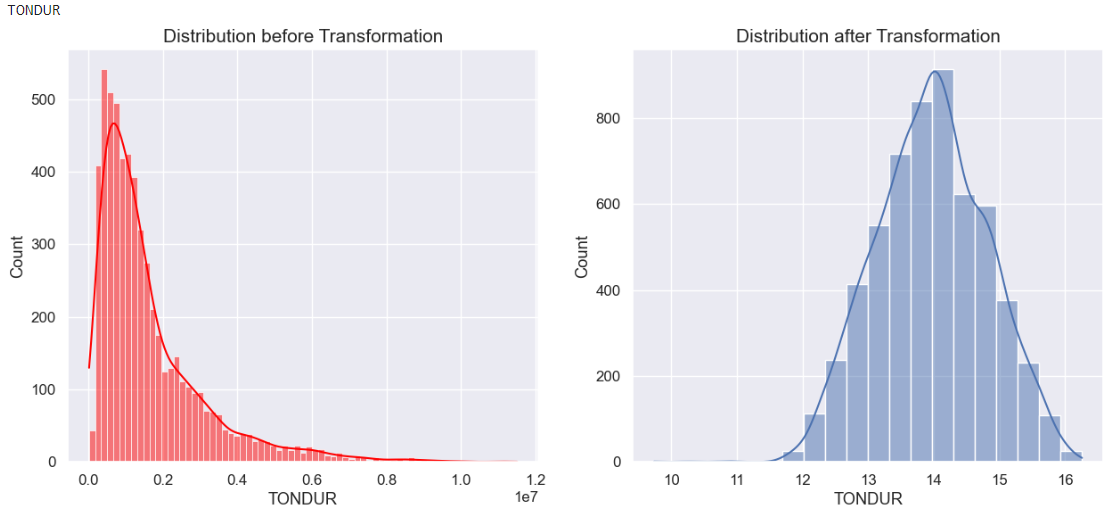 TONDUR
Distribution before Transformation
Count
500
400
300
200
100
0
0.0 0.2 0.4 0.6 0.8 1.0 1.2
1e7
TONDUR
Distribution after Transformation
Count
800
600
400
200
0
10 11 12 13 14 15 16
TONDUR